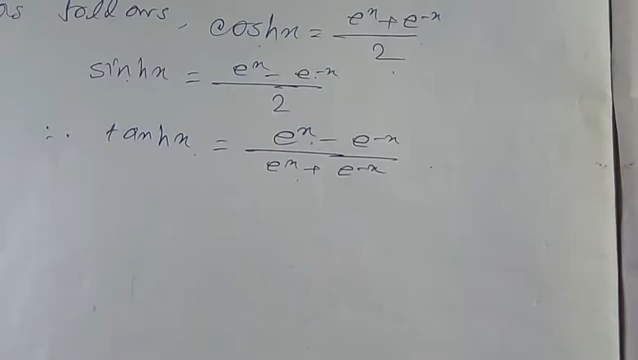 as follows, coshx = e^x + e^-x / 2
sinhx = e^x - e^-x / 2
∴ tanhx = e^x - e^-x / e^x + e^-x